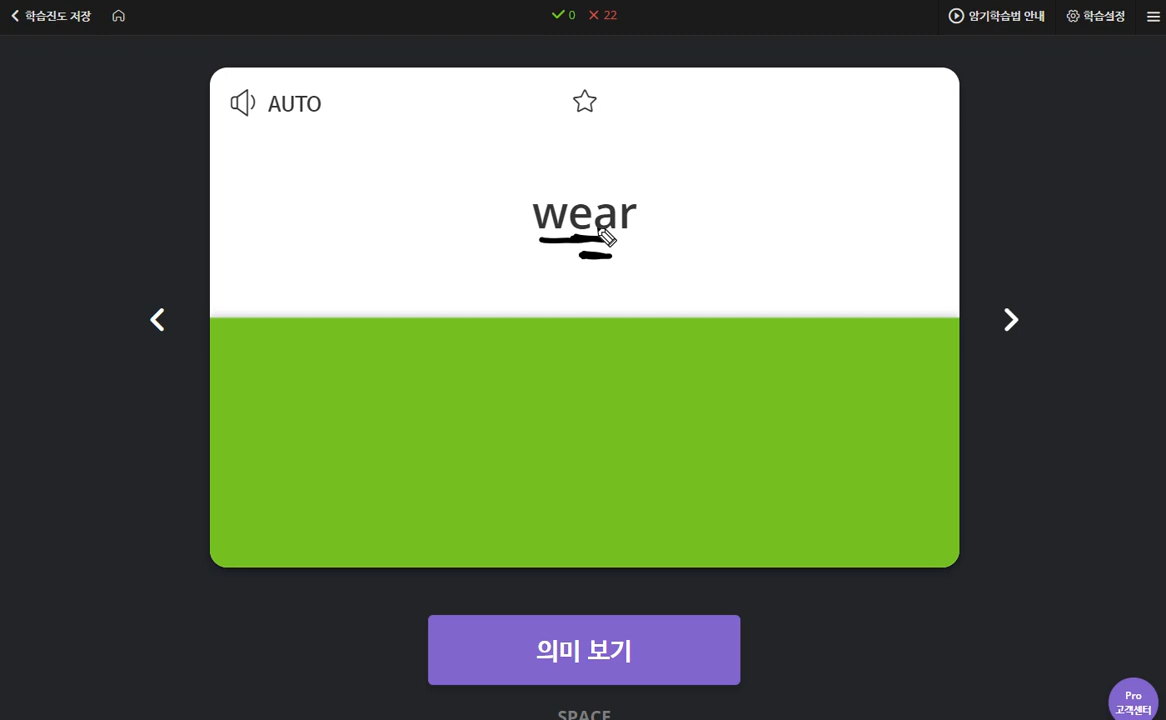 학습진도 저장
0 22
암기학습법 안내
학습설정
AUTO
wear
의미 보기
SPACE
Pro
고객센터